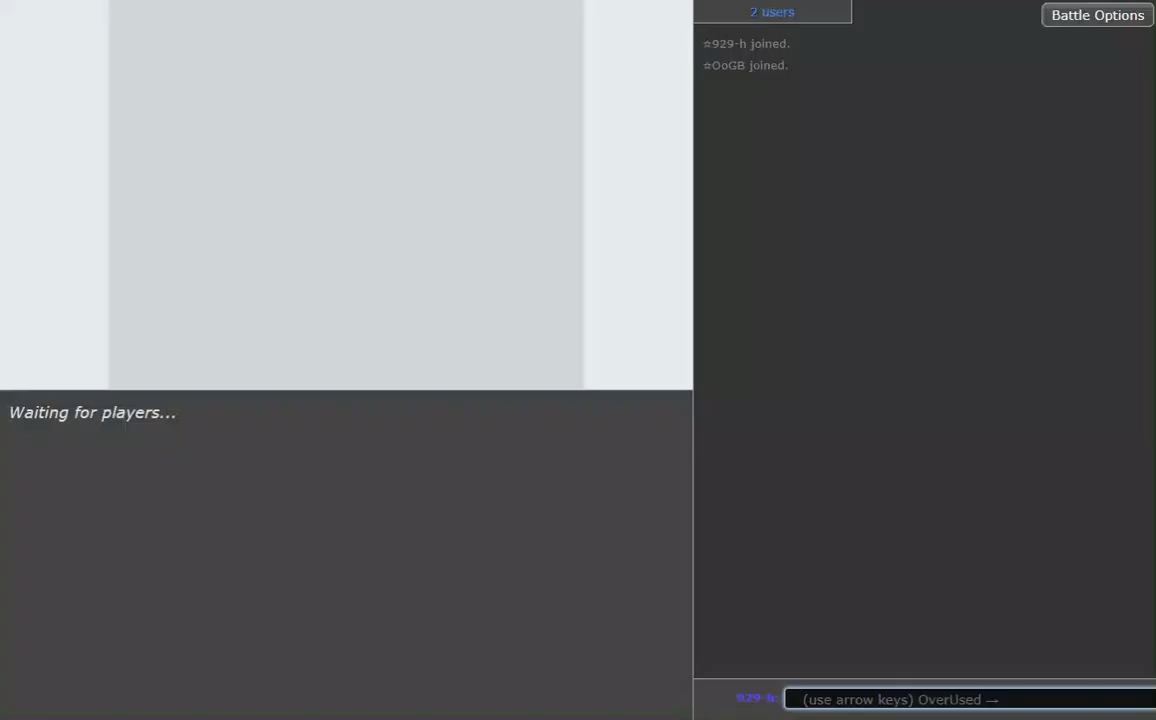 2 users
Battle Options
☆929-h joined.
☆OoGB joined.
Waiting for players...
929-h:
(use arrow keys) OverUsed →